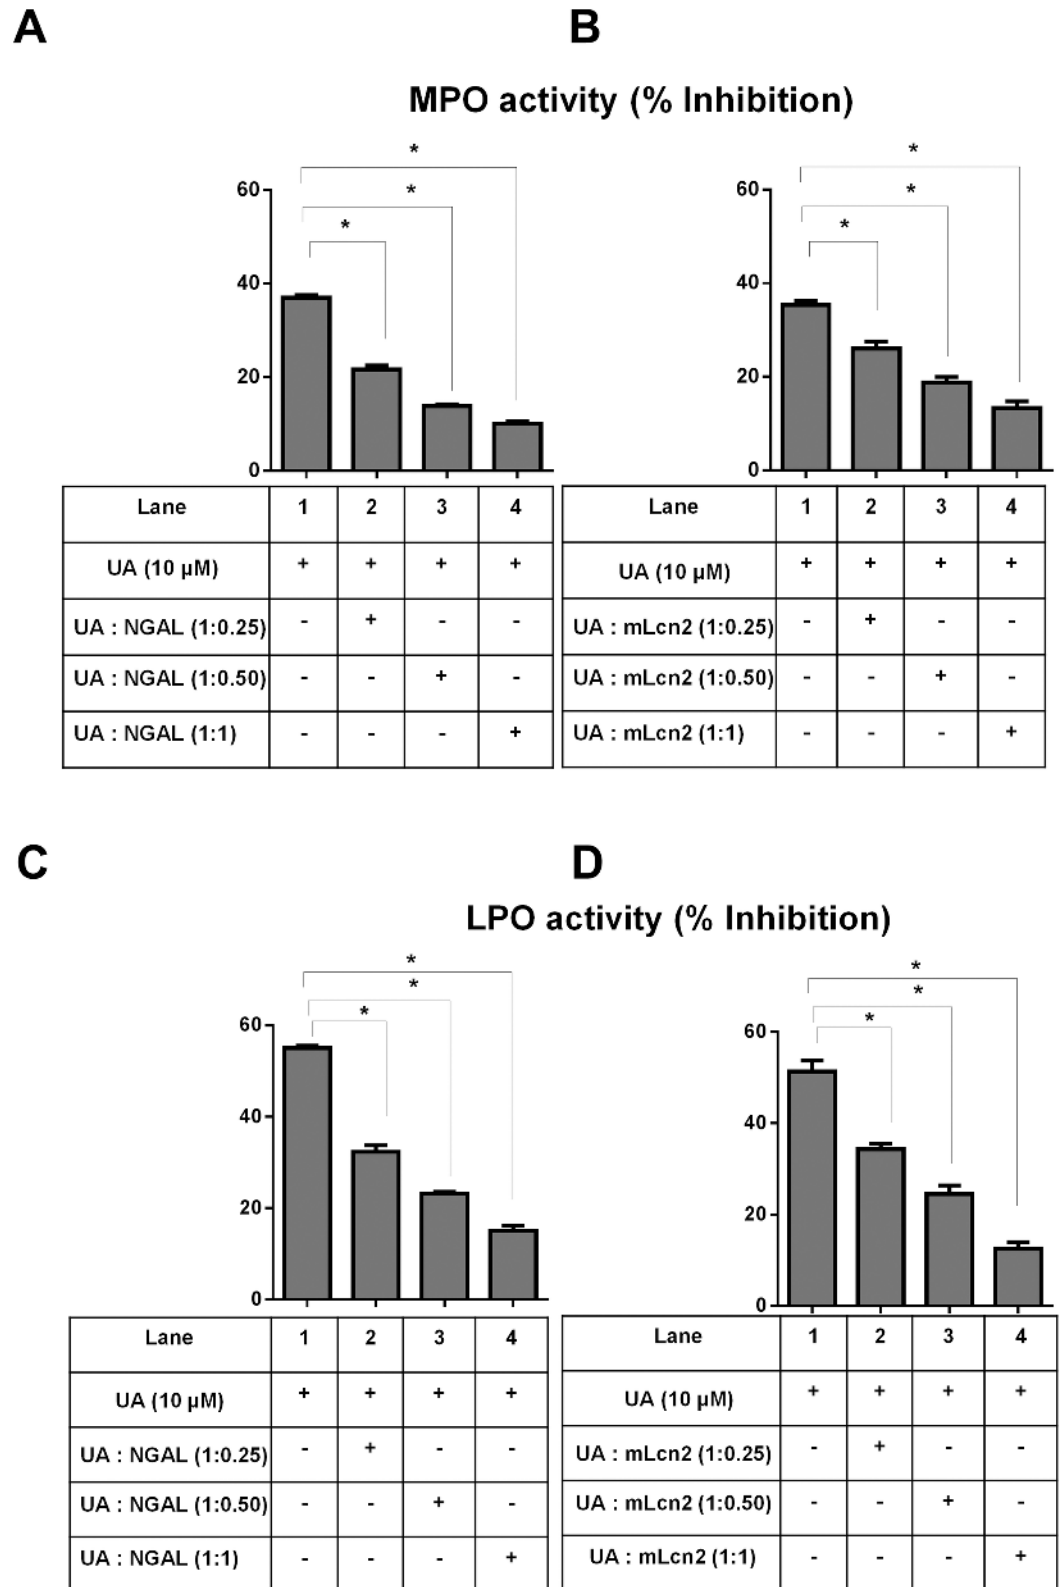 A
B
MPO activity (% Inhibition)
* *
* *
60 60
* *
40 40
20 20
0 0
Lane 1 2 3 4 Lane 1 2 3 4
UA (10 µM) + + + + UA (10 µM) + + + +
UA : NGAL (1:0.25) - + - - UA : mLcn2 (1:0.25) - + - -
UA : NGAL (1:0.50) - - + - UA : mLcn2 (1:0.50) - - + -
UA : NGAL (1:1) - - - + UA : mLcn2 (1:1) - - - +
C
D
LPO activity (% Inhibition)
* *
* *
* *
60 60
40 40
20 20
0 0
Lane 1 2 3 4 Lane 1 2 3 4
UA (10 µM) + + + + UA (10 µM) + + + +
UA : NGAL (1:0.25) - + - - UA : mLcn2 (1:0.25) - + - -
UA : NGAL (1:0.50) - - + - UA : mLcn2 (1:0.50) - - + -
UA : NGAL (1:1) - - - + UA : mLcn2 (1:1) - - - +